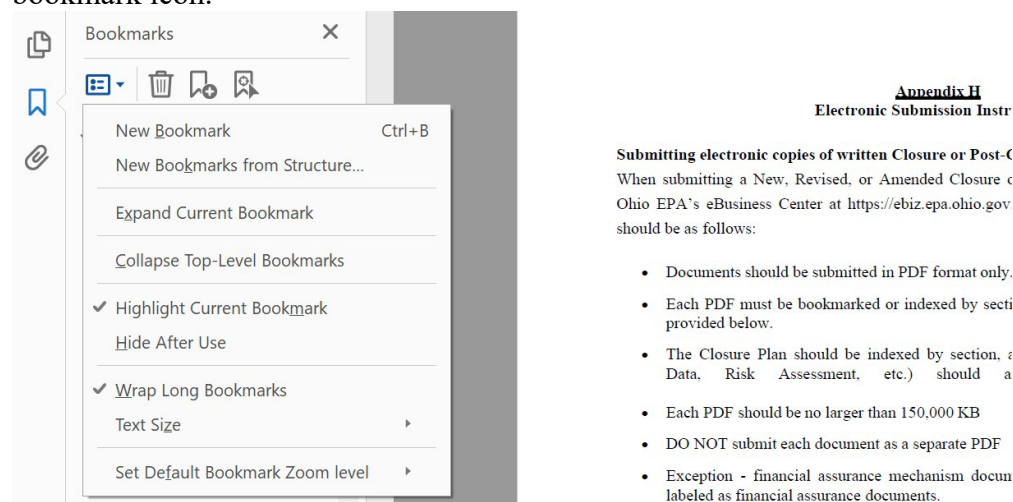 bookmark icon.
Bookmarks
New Bookmark Ctrl+B
New Bookmarks from Structure...
Expand Current Bookmark
Collapse Top-Level Bookmarks
Highlight Current Bookmark
Hide After Use
Wrap Long Bookmarks
Text Size
Set Default Bookmark Zoom level
Appendix H
Electronic Submission Instr
Submitting electronic copies of written Closure or Post-
When submitting a New, Revised, or Amended Closure
Ohio EPA's eBusiness Center at https://ebiz.epa.ohio.gov
should be as follows:
• Documents should be submitted in PDF format only.
• Each PDF must be bookmarked or indexed by secti
provided below.
• The Closure Plan should be indexed by section, a
Data, Risk Assessment, etc.) should a
• Each PDF should be no larger than 150,000 KB
• DO NOT submit each document as a separate PDF
• Exception - financial assurance mechanism docum
labeled as financial assurance documents.